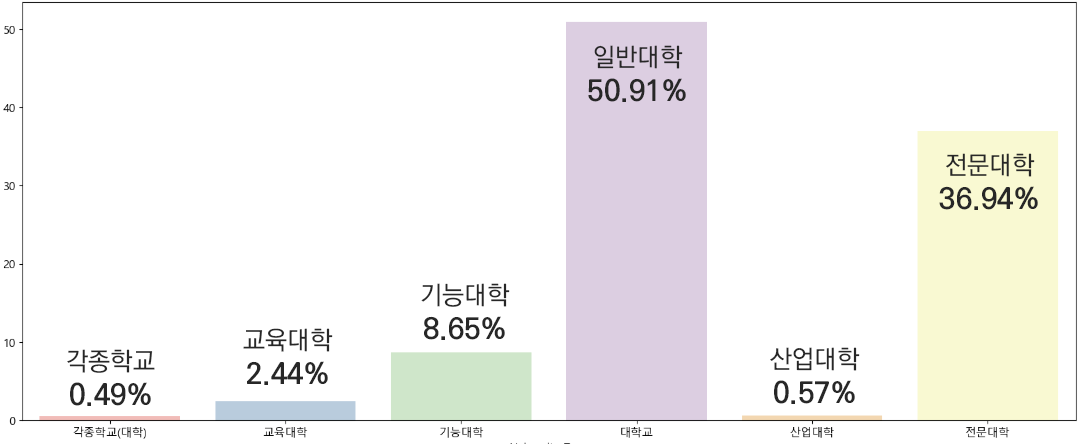 50
40
30
20
10
0
각종학교
0.49%
교육대학
2.44%
기능대학
8.65%
일반대학
50.91%
산업대학
0.57%
전문대학
36.94%
각종학교(대학) 교육대학 기능대학 대학교 산업대학 전문대학